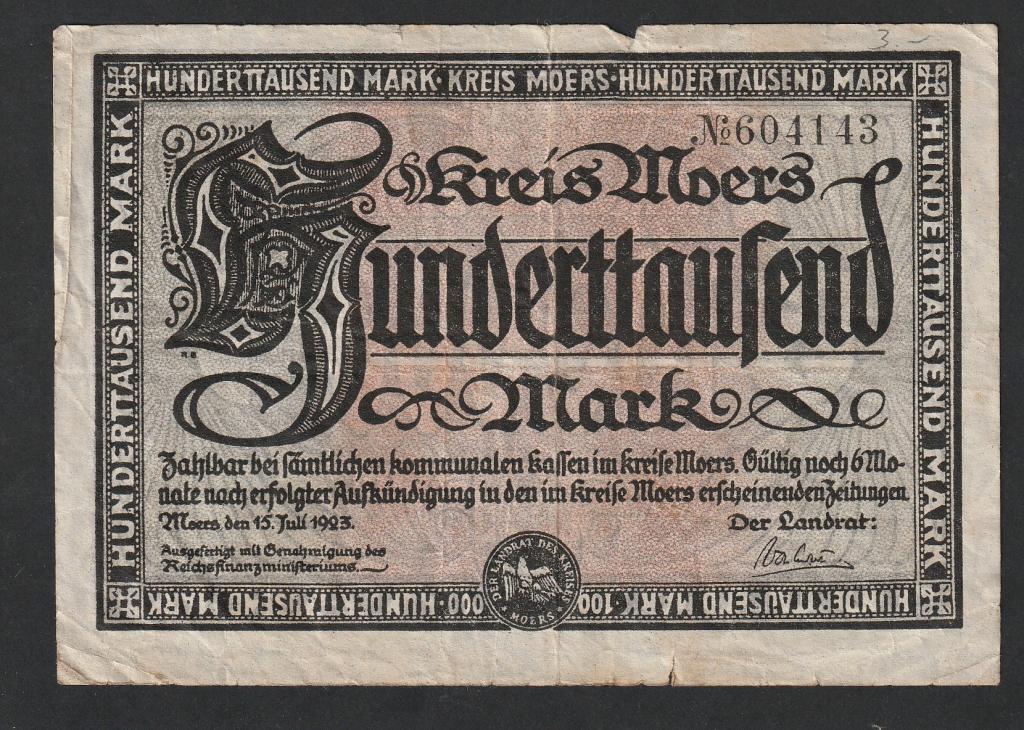 3.-
HUNDERTTAUSEND MARK · KREIS MOERS · HUNDERTTAUSEND MARK
HUNDERTTAUSEND MARK
HUNDERTTAUSEND MARK
№604143
Kreis Moers
Hunderttausend
Mark
Zahlbar bei sämtlichen kommunalen Kassen im Kreise Moers. Gültig noch 6 Mo-
nate nach erfolgter Aufkündigung in den im Kreise Moers erscheinenden Zeitungen
Moers, den 15. Juli 1923.
Der Landrat:
Ausgefertigt mit Genehmigung des
Reichsfinanzministeriums.
DER LANDRAT DES KREISES
MOERS
HUNDERTTAUSEND MARK · 100 000 · HUNDERTTAUSEND MARK